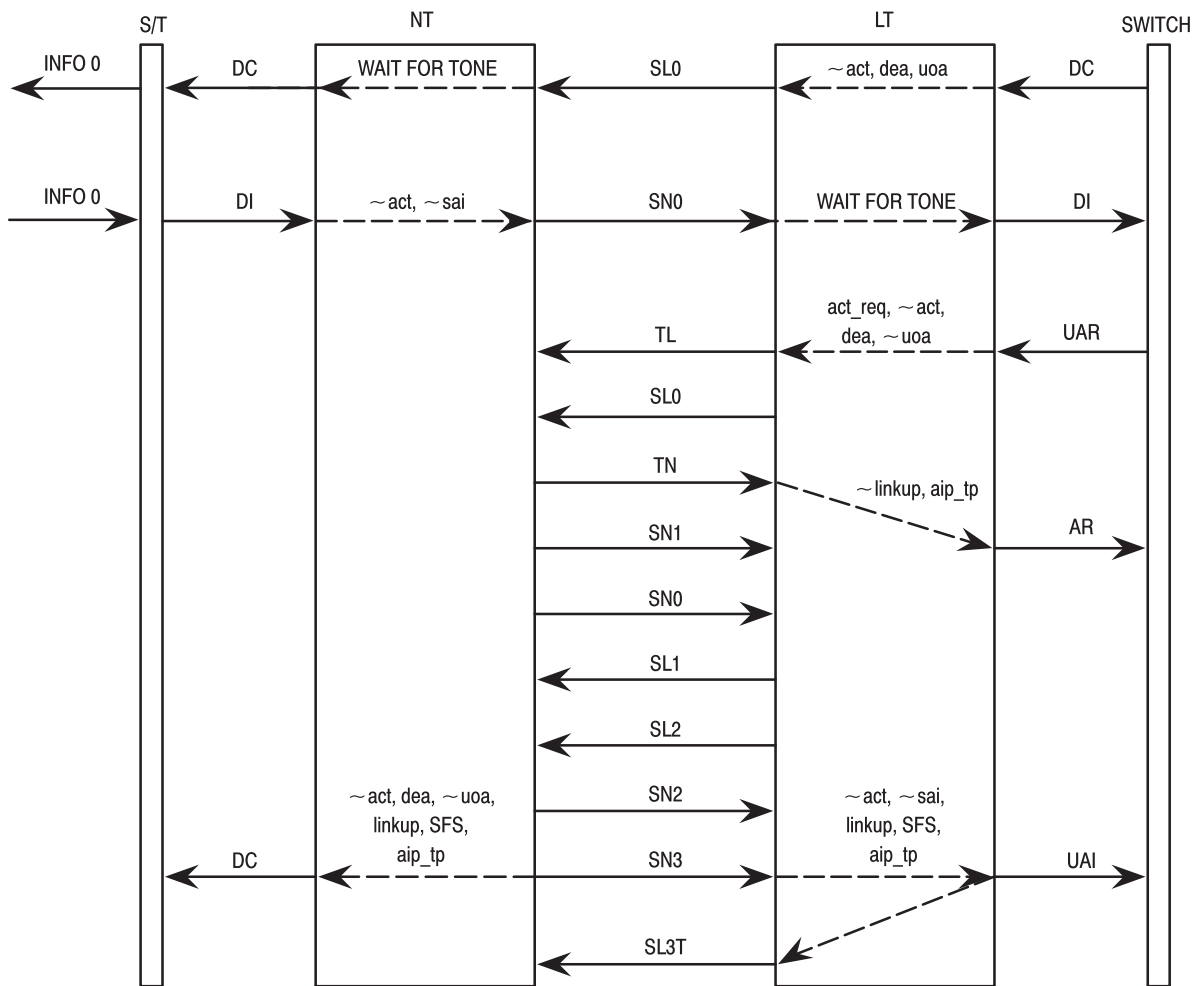 S/T
NT
LT
SWITCH
INFO 0
DC
WAIT FOR TONE
SL0
~act, dea, uoa
DC
INFO 0
DI
~act, ~sai
SN0
WAIT FOR TONE
DI
TL
act_req, ~act,
dea, ~uoa
UAR
SL0
TN
~linkup, aip_tp
SN1
AR
SN0
SL1
SL2
~act, dea, ~uoa,
linkup, SFS,
aip_tp
SN2
~act, ~sai,
linkup, SFS,
aip_tp
DC
SN3
UAI
SL3T